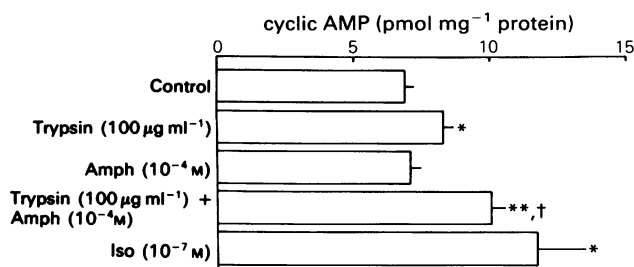 cyclic AMP (pmol mg⁻¹ protein)
0 5 10 15
Control
Trypsin (100 μg ml⁻¹) *
Amph (10⁻⁴ M)
Trypsin (100 μg ml⁻¹) +
Amph (10⁻⁴M) **,†
Iso (10⁻⁷ M) *